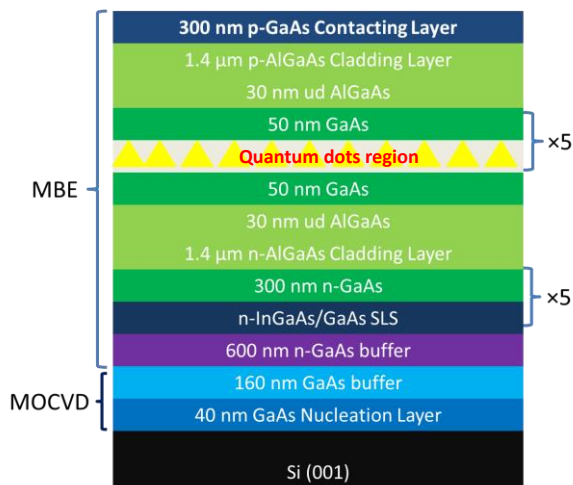 300 nm p-GaAs Contacting Layer
1.4 µm p-AlGaAs Cladding Layer
30 nm ud AlGaAs
50 nm GaAs
×5
Quantum dots region
MBE
50 nm GaAs
30 nm ud AlGaAs
1.4 µm n-AlGaAs Cladding Layer
300 nm n-GaAs
×5
n-InGaAs/GaAs SLS
600 nm n-GaAs buffer
160 nm GaAs buffer
MOCVD
40 nm GaAs Nucleation Layer
Si (001)